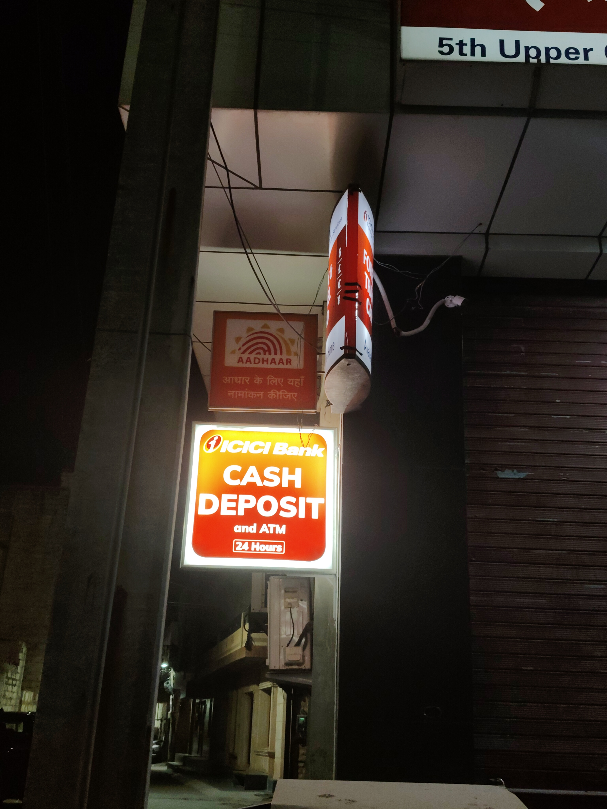 5th Upper
AADHAAR
आधार के लिए यहाँ
नामांकन कीजिए
ICICI Bank
CASH
DEPOSIT
and ATM
24 Hours